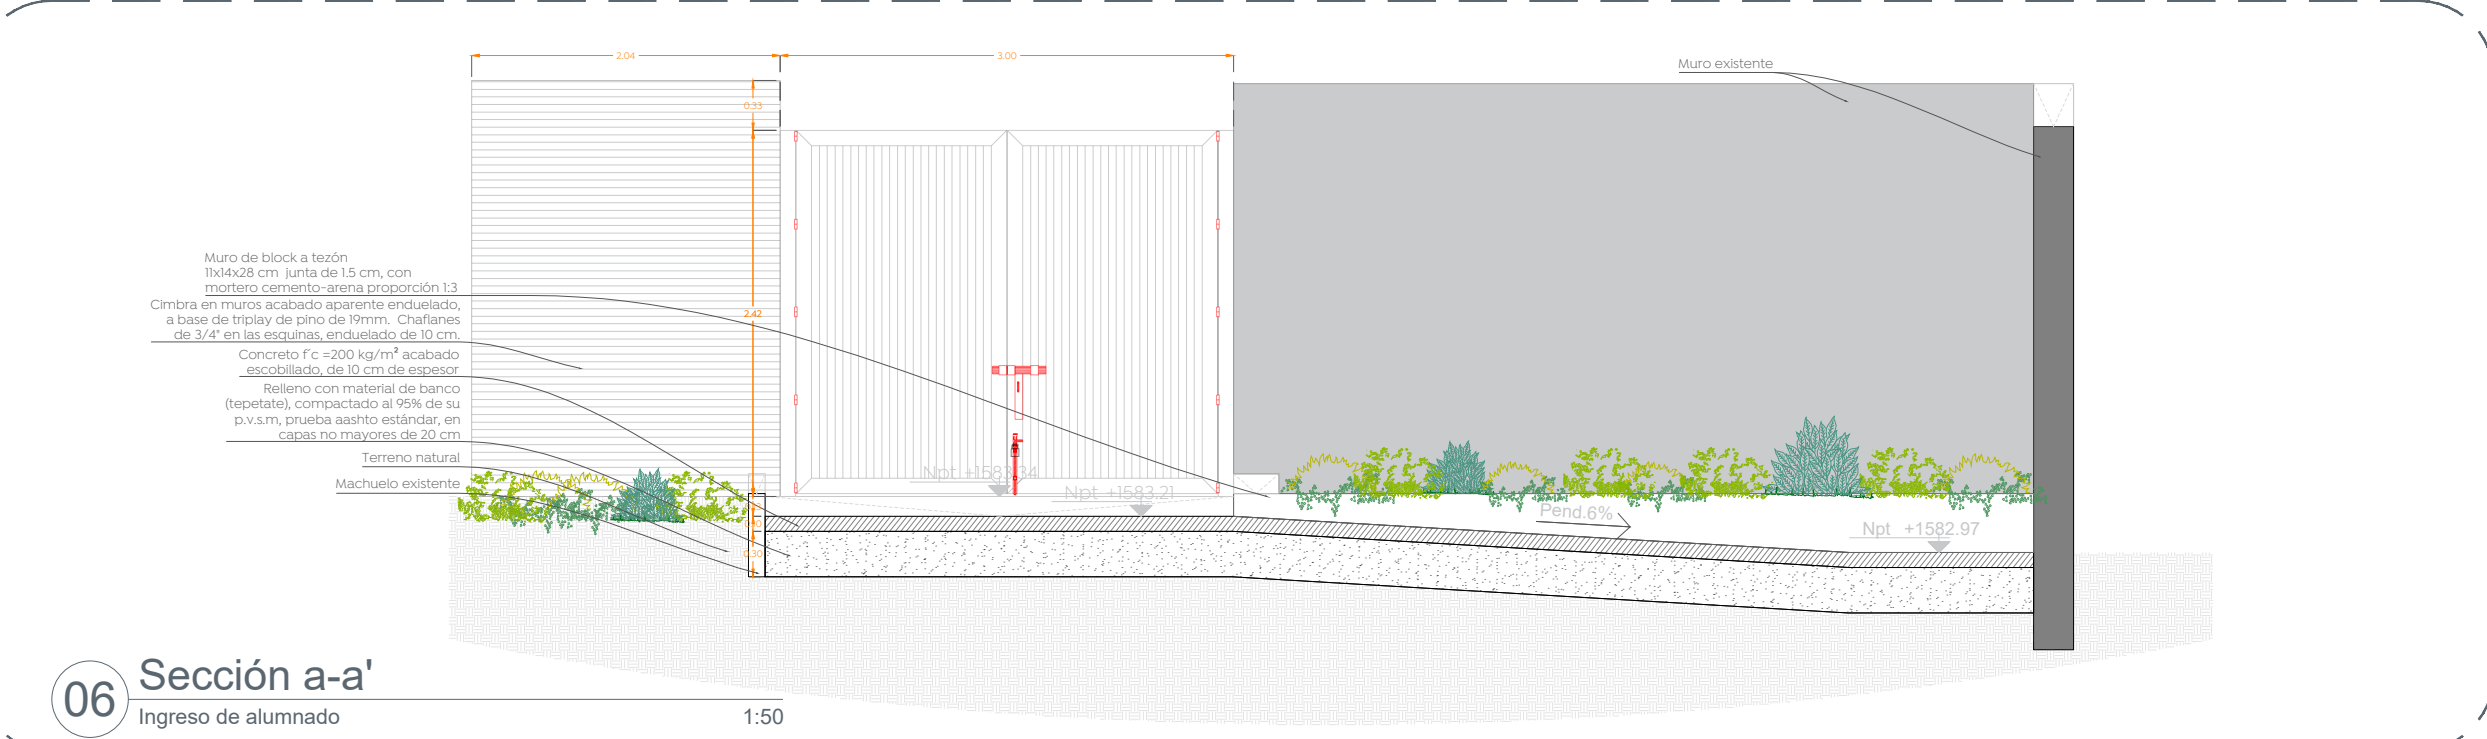 2.04
3.00
Muro existente
0.33
Muro de block a tezón
11x14x28 cm junta de 1.5 cm, con
mortero cemento-arena proporción 1:3
Cimbra en muros acabado aparente enduelado,
a base de triplay de pino de 19mm. Chaflanes
de 3/4" en las esquinas, enduelado de 10 cm.
2.42
Concreto f´c =200 kg/m² acabado
escobillado, de 10 cm de espesor
Relleno con material de banco
(tepetate), compactado al 95% de su
p.v.s.m, prueba aashto estándar, en
capas no mayores de 20 cm
Terreno natural
Machuelo existente
Npt +1583.34
Npt +1583.21
Pend.6%
Npt +1582.97
0.30
06
Sección a-a'
Ingreso de alumnado
1:50